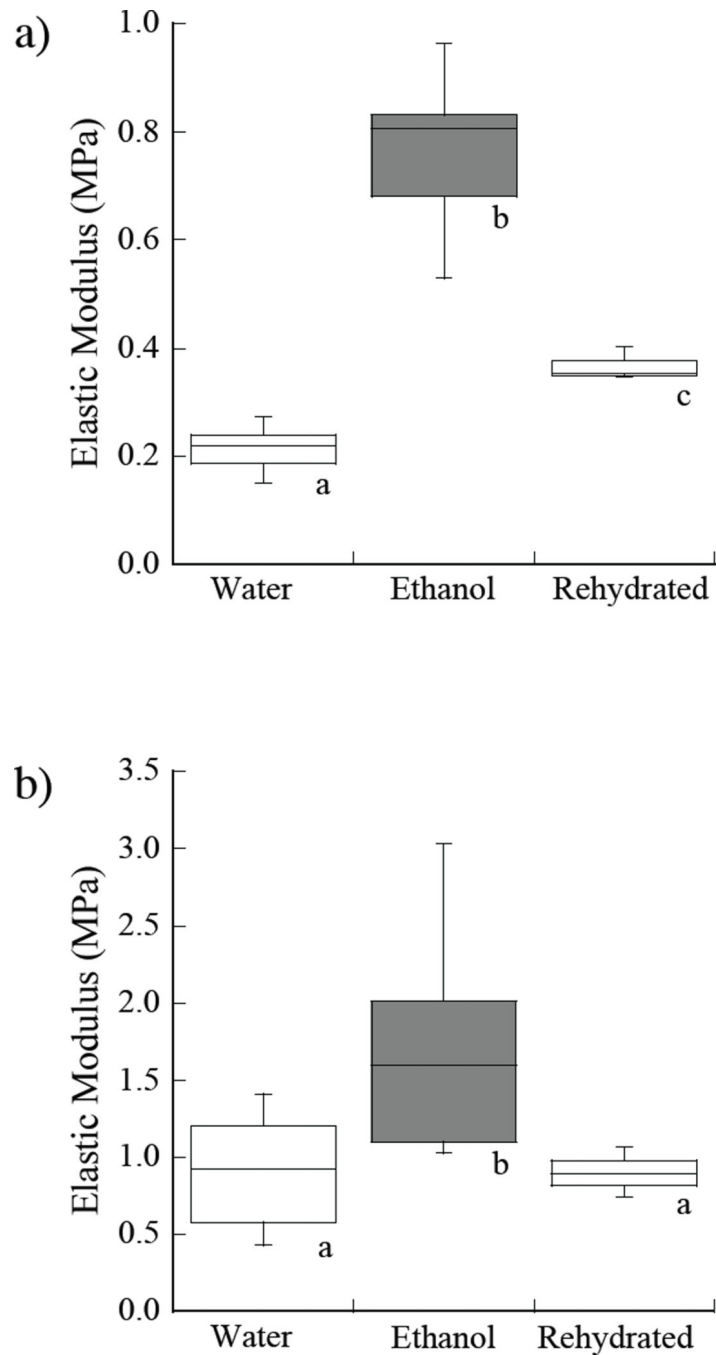 a)
Elastic Modulus (MPa)
1.0
0.8
0.6
0.4
0.2
0.0
a
b
c
Water Ethanol Rehydrated
b)
Elastic Modulus (MPa)
3.5
3.0
2.5
2.0
1.5
1.0
0.5
0.0
a
b
a
Water Ethanol Rehydrated